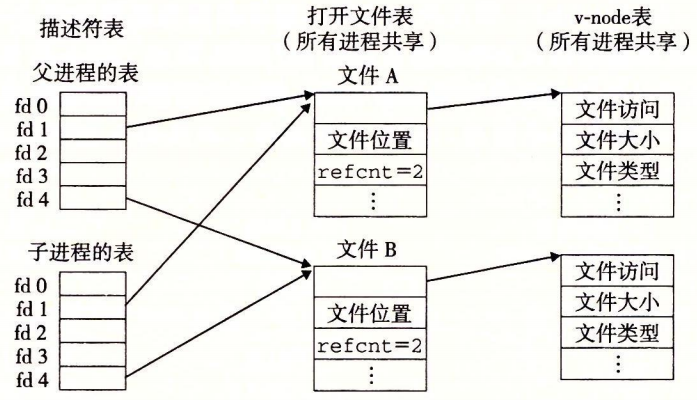 描述符表
打开文件表
（所有进程共享）
v-node表
（所有进程共享）
父进程的表
fd 0
fd 1
fd 2
fd 3
fd 4
文件 A
文件位置
refcnt=2
⋮
文件访问
文件大小
文件类型
⋮
子进程的表
fd 0
fd 1
fd 2
fd 3
fd 4
文件 B
文件位置
refcnt=2
⋮
文件访问
文件大小
文件类型
⋮